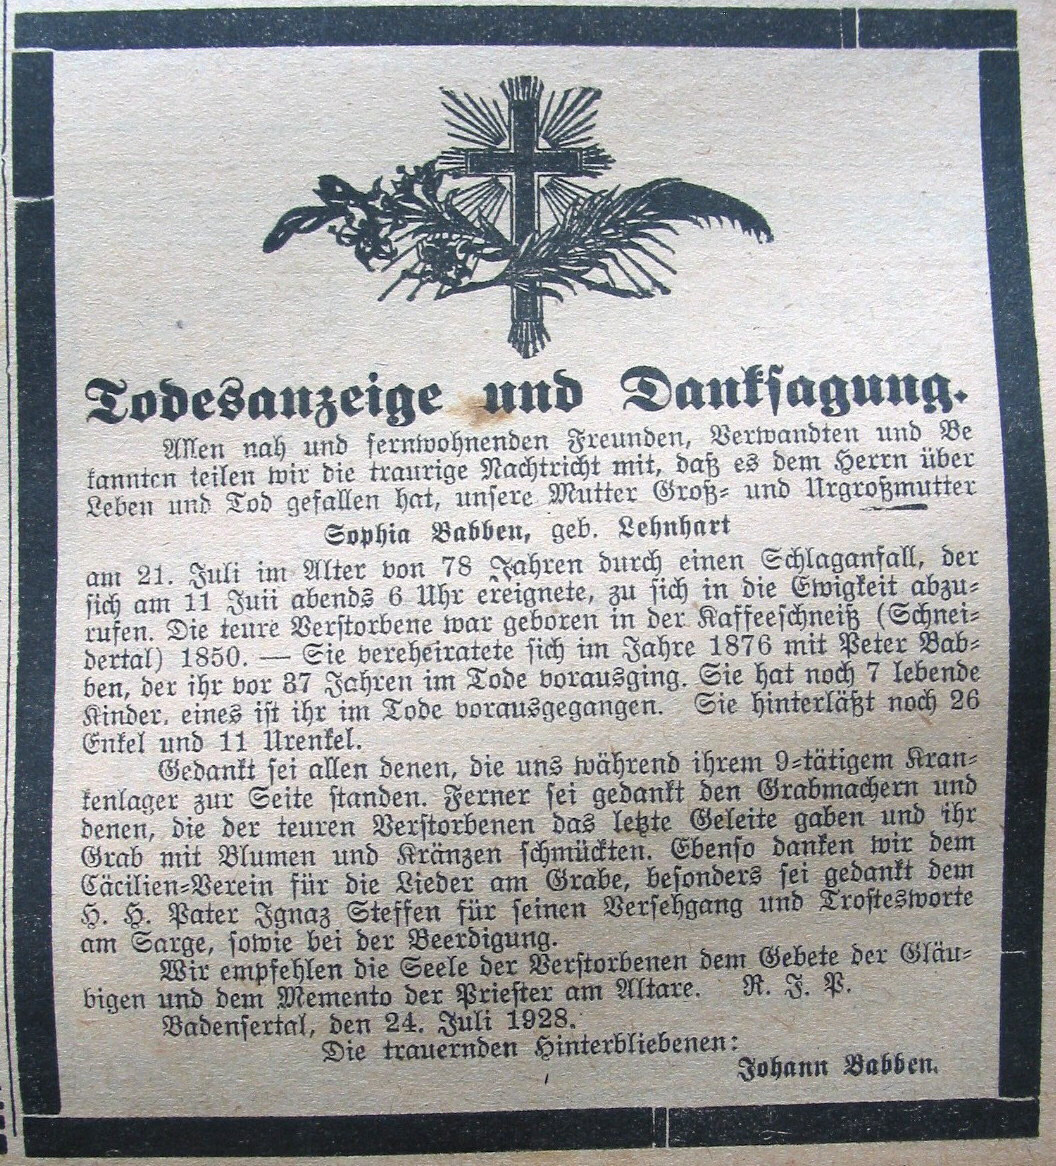 Todesanzeige und Danksagung.
Allen nah und fernwohnenden Freunden, Verwandten und Be
kannten teilen wir die traurige Nachtricht mit, daß es dem Herrn über
Leben und Tod gefallen hat, unsere Mutter Groß- und Urgroßmutter
Sophia Babben, geb. Lehnhart
am 21. Juli im Alter von 78 Jahren durch einen Schlaganfall, der
sich am 11 Juii abends 6 Uhr ereignete, zu sich in die Ewigkeit abzu-
rufen. Die teure Verstorbene war geboren in der Kaffeeschneiß (Schnei-
dertal) 1850. — Sie vereheiratete sich im Jahre 1876 mit Peter Bab-
ben, der ihr vor 37 Jahren im Tode vorausging. Sie hat noch 7 lebende
Kinder, eines ist ihr im Tode vorausgegangen. Sie hinterläßt noch 26
Enkel und 11 Urenkel.
Gedankt sei allen denen, die uns während ihrem 9-tätigem Kran-
kenlager zur Seite standen. Ferner sei gedankt den Grabmachern und
denen, die der teuren Verstorbenen das letzte Geleite gaben und ihr
Grab mit Blumen und Kränzen schmückten. Ebenso danken wir dem
Cäcilien-Verein für die Lieder am Grabe, besonders sei gedankt dem
H. H. Pater Ignaz Steffen für seinen Versehgang und Trostesworte
am Sarge, sowie bei der Beerdigung.
Wir empfehlen die Seele der Verstorbenen dem Gebete der Gläu-
bigen und dem Memento der Priester am Altare. R. J. P.
Badensertal, den 24. Juli 1928.
Die trauernden Hinterbliebenen:
Johann Babben.